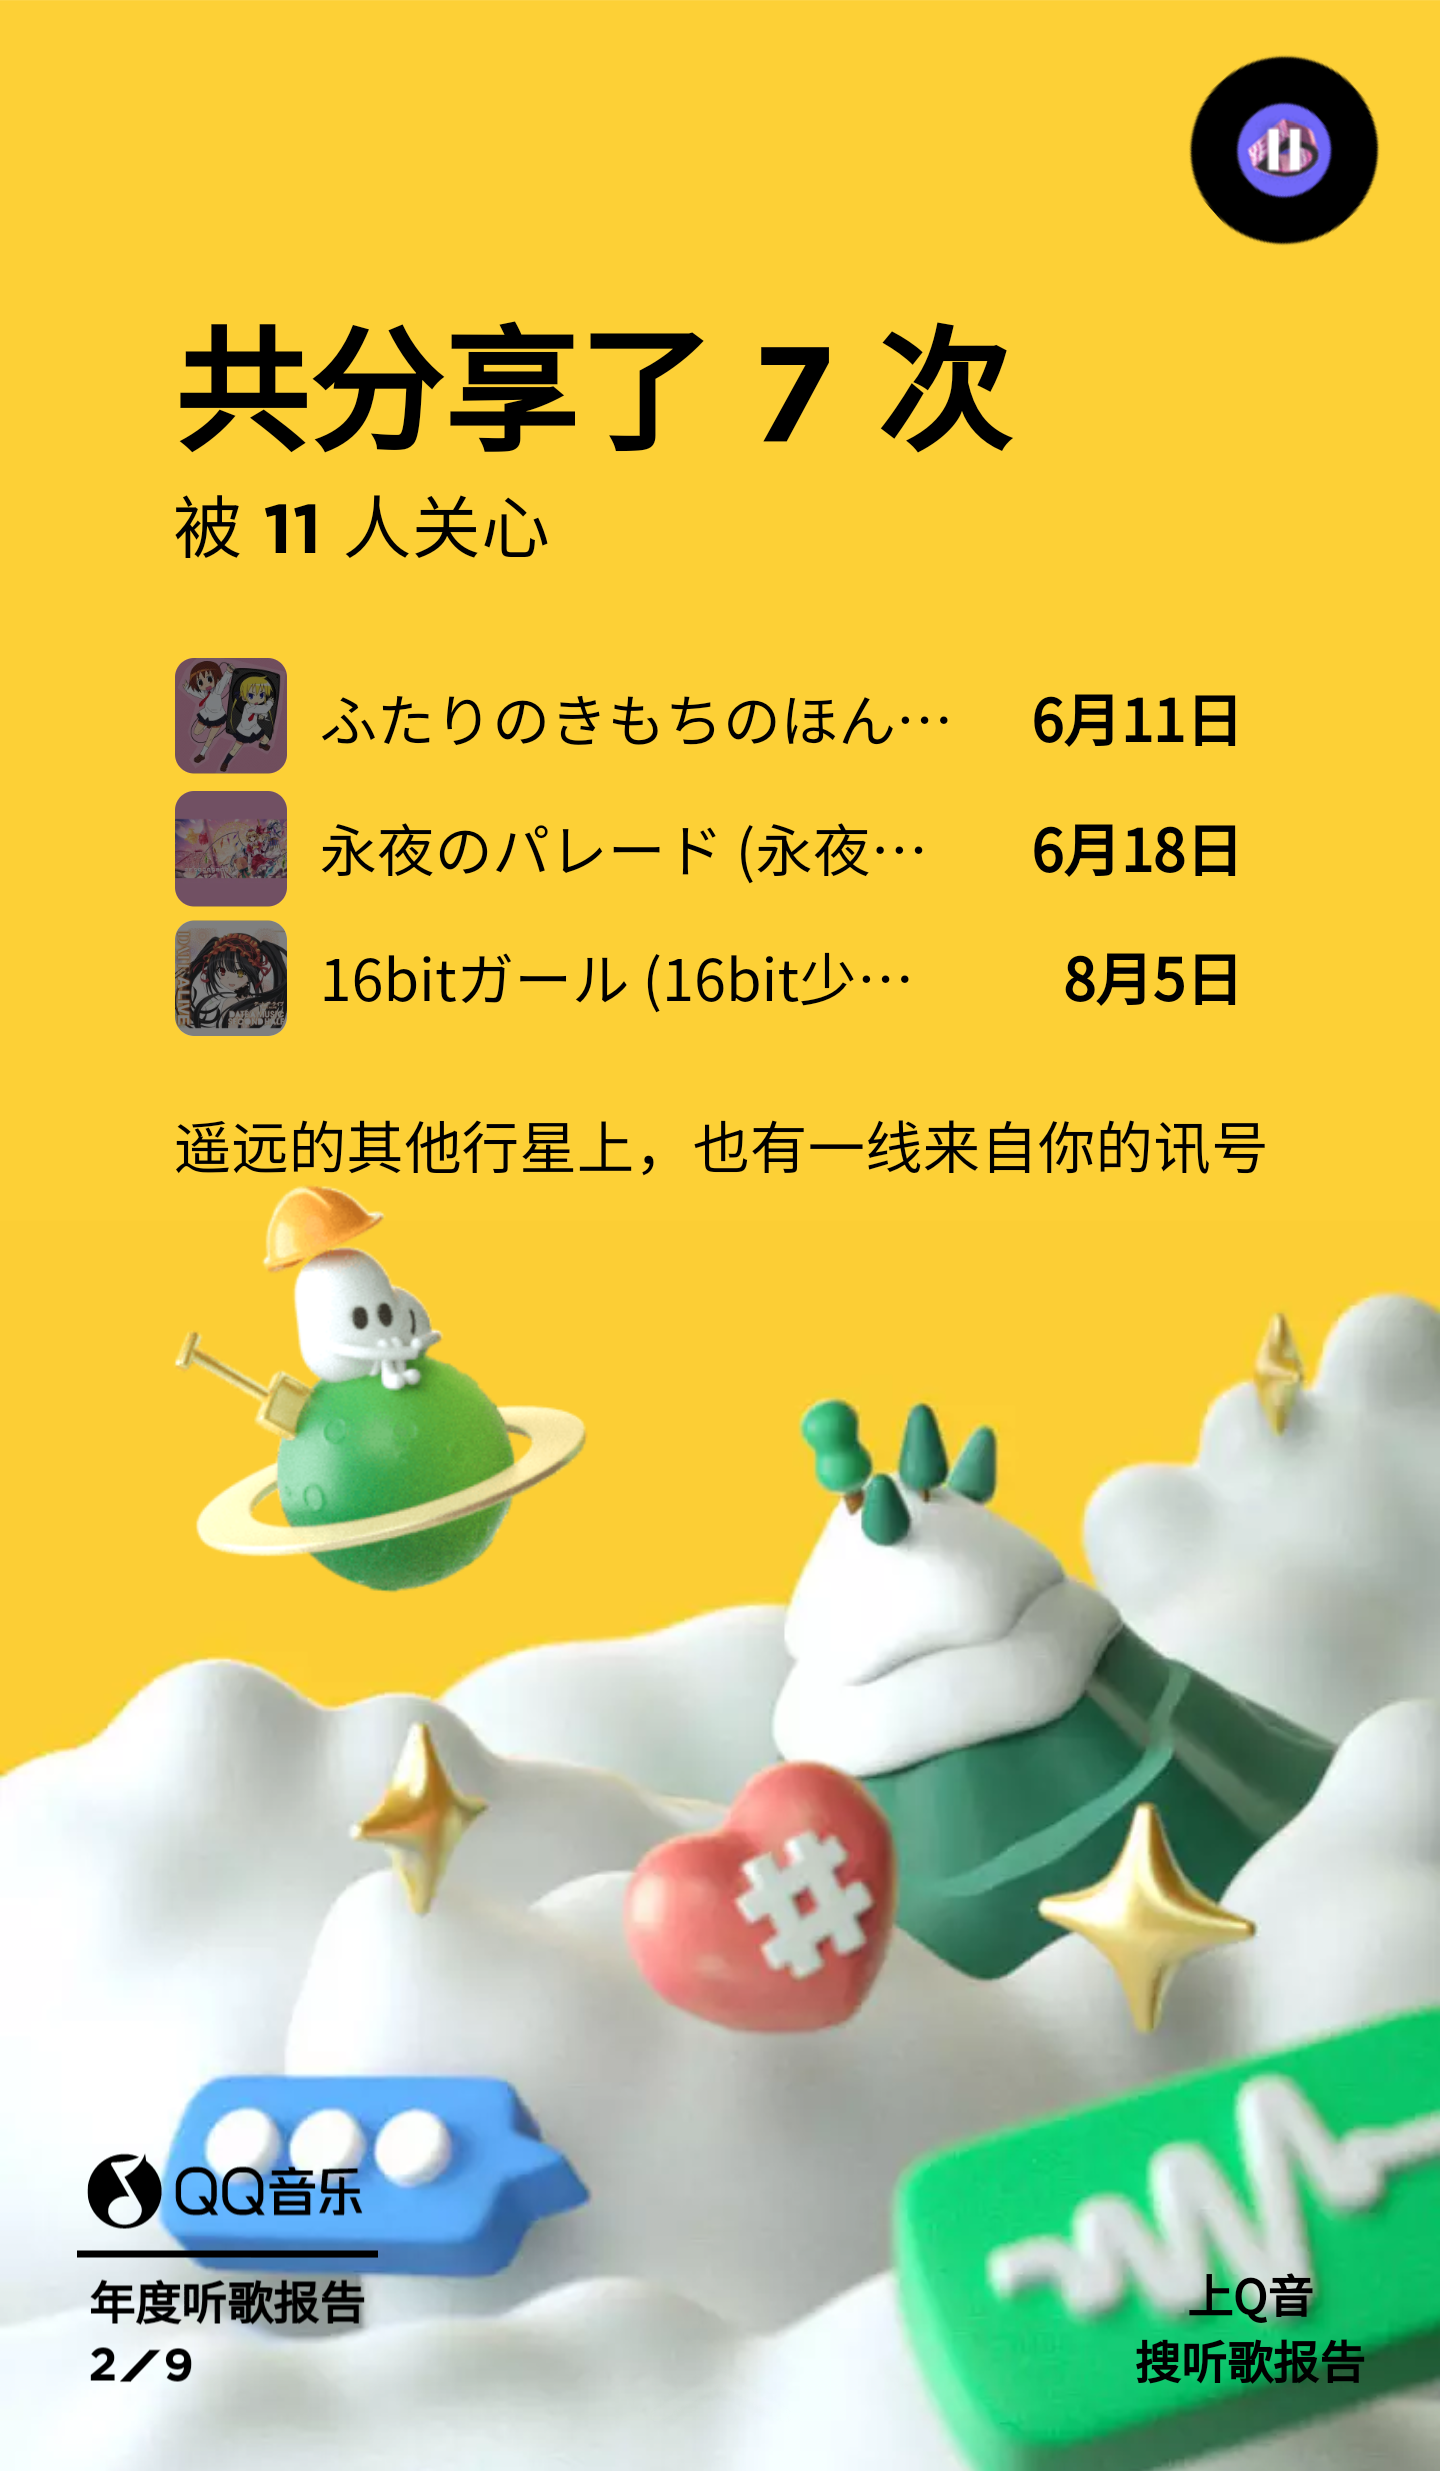 共分享了 7 次
被 11 人关心
ふたりのきもちのほん… 6月11日
永夜のパレード (永夜… 6月18日
16bitガール (16bit少… 8月5日
遥远的其他行星上，也有一线来自你的讯号
QQ音乐
年度听歌报告
2/9
上Q音
搜听歌报告